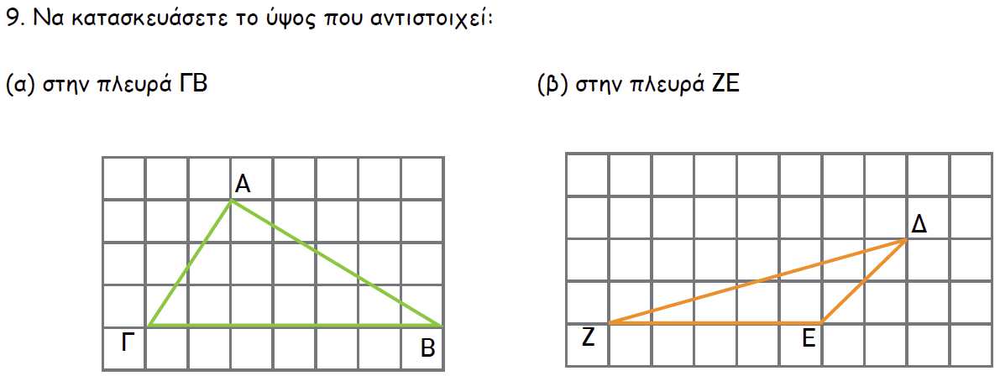 9. Να κατασκευάσετε το ύψος που αντιστοιχεί:
(α) στην πλευρά ΓΒ
(β) στην πλευρά ΖΕ
Α
Δ
Γ
Β
Ζ
Ε